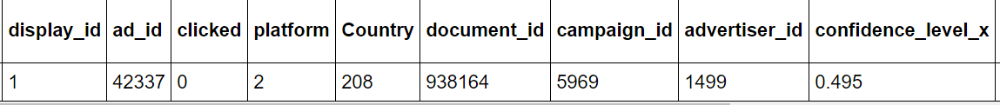 display_id ad_id clicked platform Country document_id campaign_id advertiser_id confidence_level_x
1 42337 0 2 208 938164 5969 1499 0.495